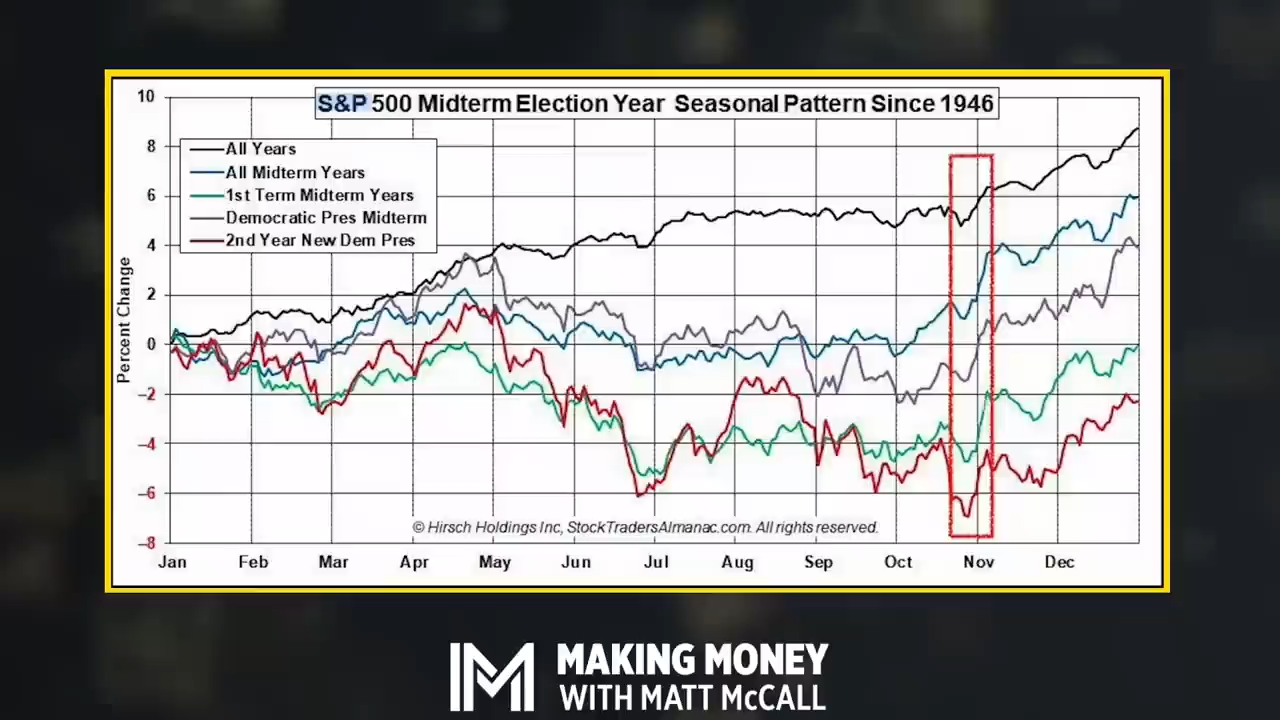 S&P 500 Midterm Election Year Seasonal Pattern Since 1946
All Years
All Midterm Years
1st Term Midterm Years
Democratic Pres Midterm
2nd Year New Dem Pres
Percent Change
10
8
6
4
2
0
–2
–4
–6
–8
© Hirsch Holdings Inc, StockTradersAlmanac.com. All rights reserved.
Jan Feb Mar Apr May Jun Jul Aug Sep Oct Nov Dec
MAKING MONEY
WITH MATT McCALL